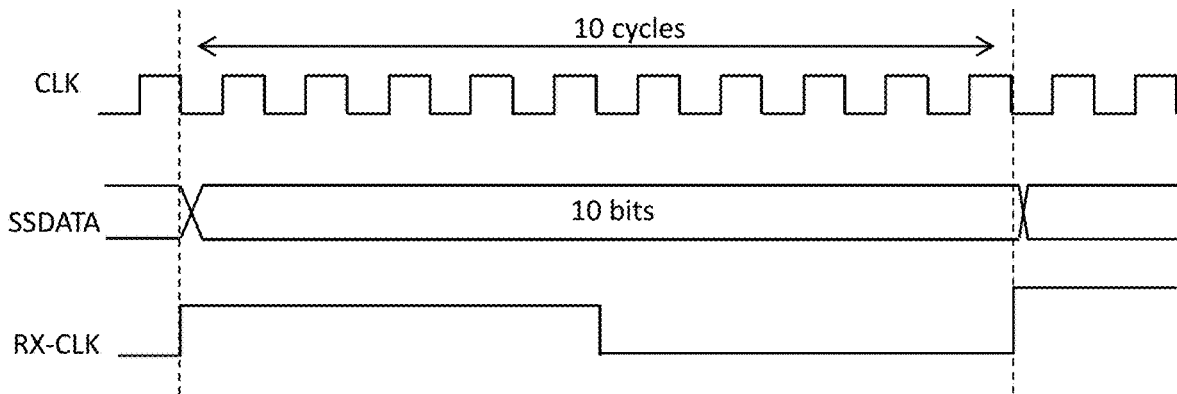 10 cycles
CLK
SSDATA
10 bits
RX-CLK